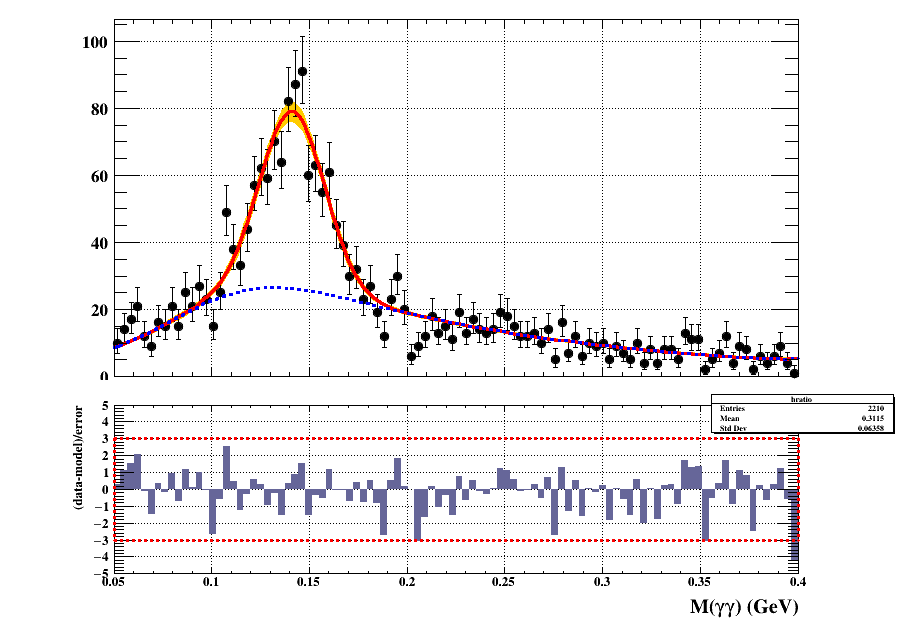 100
80
60
40
20
0
hratio
Entries 2210
Mean 0.3115
Std Dev 0.06358
(data-model)/error
5
4
3
2
1
0
−1
−2
−3
−4
−5
0.05 0.1 0.15 0.2 0.25 0.3 0.35 0.4
M(γγ) (GeV)